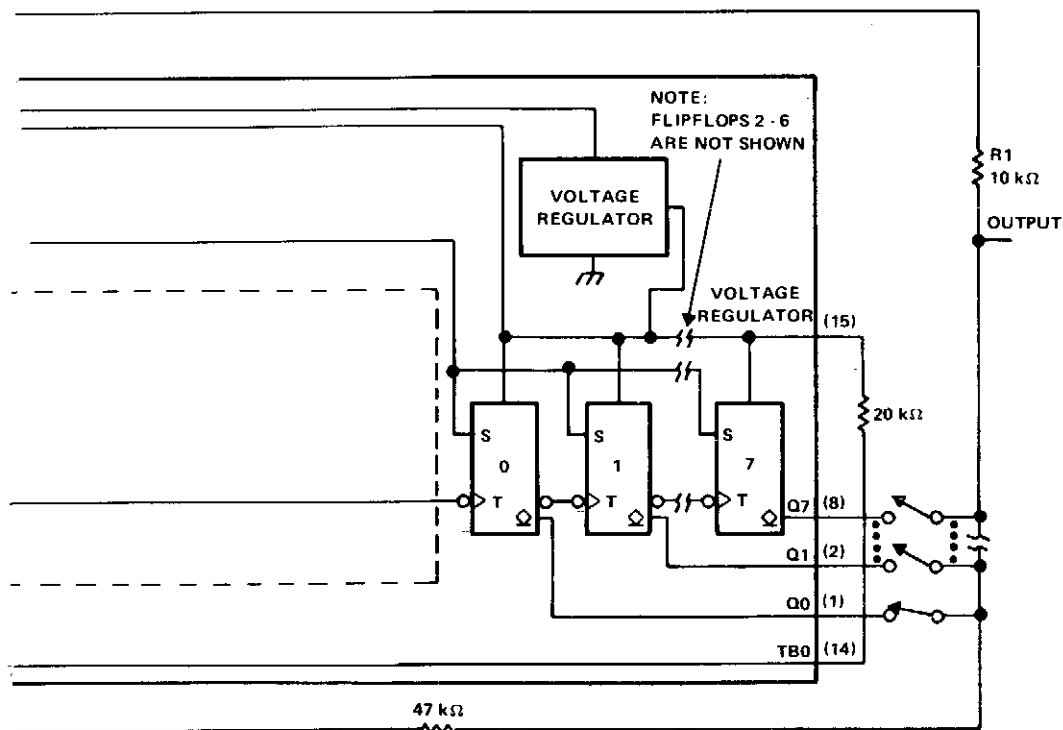 NOTE:
FLIPFLOPS 2 - 6
ARE NOT SHOWN
R1
10 kΩ
VOLTAGE
REGULATOR
OUTPUT
VOLTAGE
REGULATOR
(15)
20 kΩ
S
S
S
0
1
7
T
T
T
Q7
(8)
Q1
(2)
Q0
(1)
TB0
(14)
47 kΩ